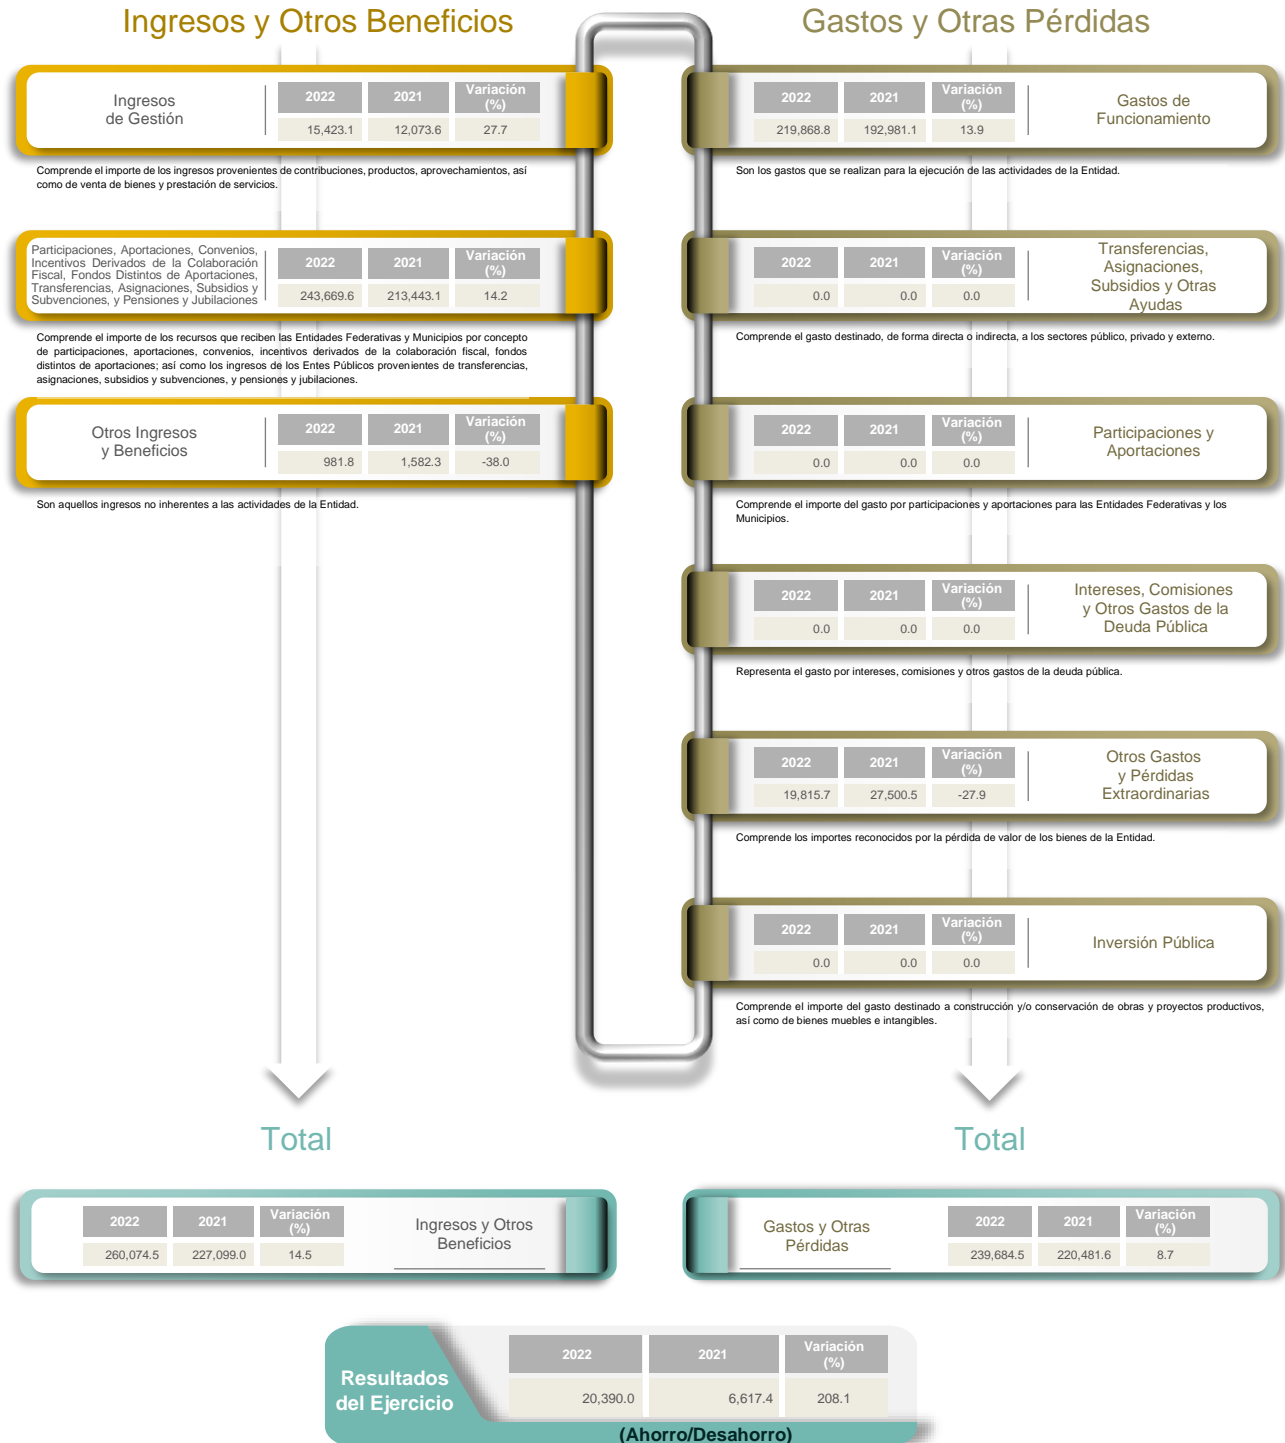 Ingresos y Otros Beneficios
Ingresos
de Gestión
2022 2021 Variación
(%)
15,423.1 12,073.6 27.7
Comprende el importe de los ingresos provenientes de contribuciones, productos, aprovechamientos, así
como de venta de bienes y prestación de servicios.
Participaciones, Aportaciones, Convenios,
Incentivos Derivados de la Colaboración
Fiscal, Fondos Distintos de Aportaciones,
Transferencias, Asignaciones, Subsidios y
Subvenciones, y Pensiones y Jubilaciones
2022 2021 Variación
(%)
243,669.6 213,443.1 14.2
Comprende el importe de los recursos que reciben las Entidades Federativas y Municipios por concepto
de participaciones, aportaciones, convenios, incentivos derivados de la colaboración fiscal, fondos
distintos de aportaciones; así como los ingresos de los Entes Públicos provenientes de transferencias,
asignaciones, subsidios y subvenciones, y pensiones y jubilaciones.
Otros Ingresos
y Beneficios
2022 2021 Variación
(%)
981.8 1,582.3 -38.0
Son aquellos ingresos no inherentes a las actividades de la Entidad.
Gastos y Otras Pérdidas
2022 2021 Variación
(%)
219,868.8 192,981.1 13.9
Gastos de
Funcionamiento
Son los gastos que se realizan para la ejecución de las actividades de la Entidad.
2022 2021 Variación
(%)
0.0 0.0 0.0
Transferencias,
Asignaciones,
Subsidios y Otras
Ayudas
Comprende el gasto destinado, de forma directa o indirecta, a los sectores público, privado y externo.
2022 2021 Variación
(%)
0.0 0.0 0.0
Participaciones y
Aportaciones
Comprende el importe del gasto por participaciones y aportaciones para las Entidades Federativas y los
Municipios.
2022 2021 Variación
(%)
0.0 0.0 0.0
Intereses, Comisiones
y Otros Gastos de la
Deuda Pública
Representa el gasto por intereses, comisiones y otros gastos de la deuda pública.
2022 2021 Variación
(%)
19,815.7 27,500.5 -27.9
Otros Gastos
y Pérdidas
Extraordinarias
Comprende los importes reconocidos por la pérdida de valor de los bienes de la Entidad.
2022 2021 Variación
(%)
0.0 0.0 0.0
Inversión Pública
Comprende el importe del gasto destinado a construcción y/o conservación de obras y proyectos productivos,
así como de bienes muebles e intangibles.
Total
2022 2021 Variación
(%)
260,074.5 227,099.0 14.5
Ingresos y Otros
Beneficios
Total
Gastos y Otras
Pérdidas
2022 2021 Variación
(%)
239,684.5 220,481.6 8.7
Resultados
del Ejercicio
2022 2021 Variación
(%)
20,390.0 6,617.4 208.1
(Ahorro/Desahorro)